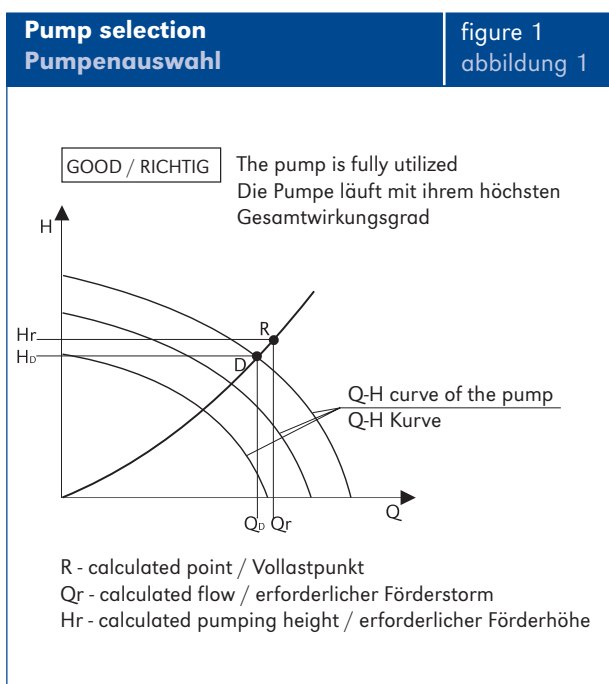 Pump selection
Pumpenauswahl
figure 1
abbildung 1
GOOD / RICHTIG
The pump is fully utilized
Die Pumpe läuft mit ihrem höchsten
Gesamtwirkungsgrad
H
R
Hr
HD
D
Q-H curve of the pump
Q-H Kurve
QD Qr
Q
R - calculated point / Vollastpunkt
Qr - calculated flow / erforderlicher Förderstorm
Hr - calculated pumping height / erforderlicher Förderhöhe